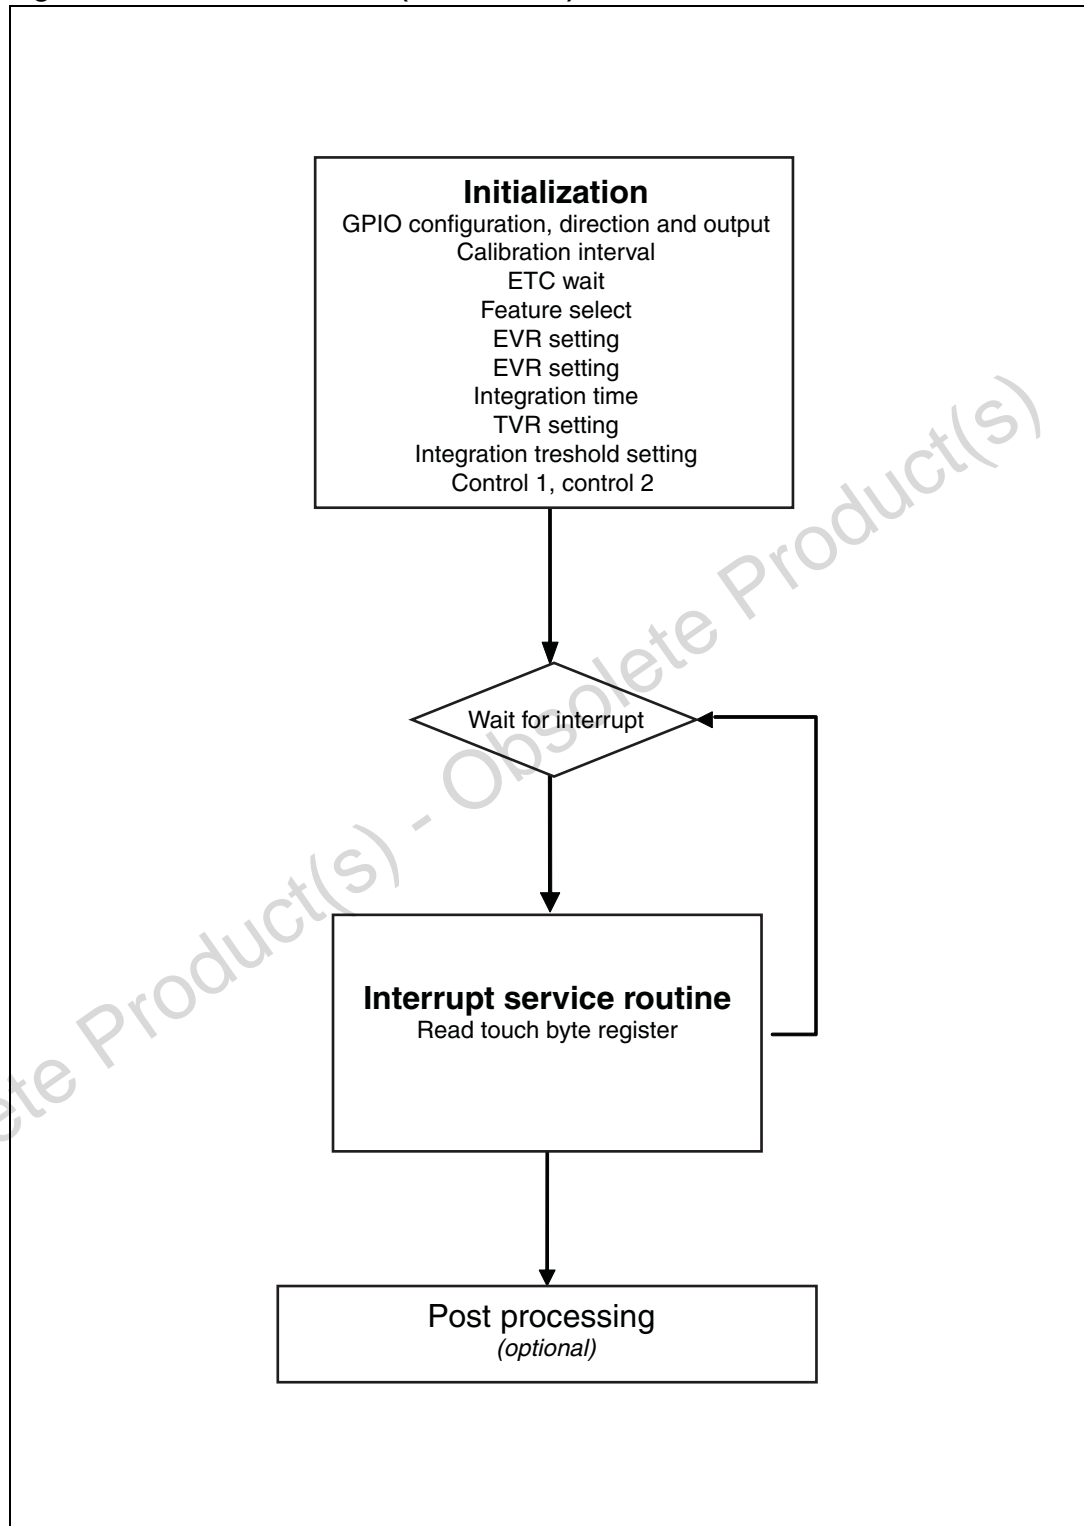 Initialization
GPIO configuration, direction and output
Calibration interval
ETC wait
Feature select
EVR setting
EVR setting
Integration time
TVR setting
Integration treshold setting
Control 1, control 2
Wait for interrupt
Interrupt service routine
Read touch byte register
Post processing
(optional)
ete Product(s) - Obsolete Product(s)